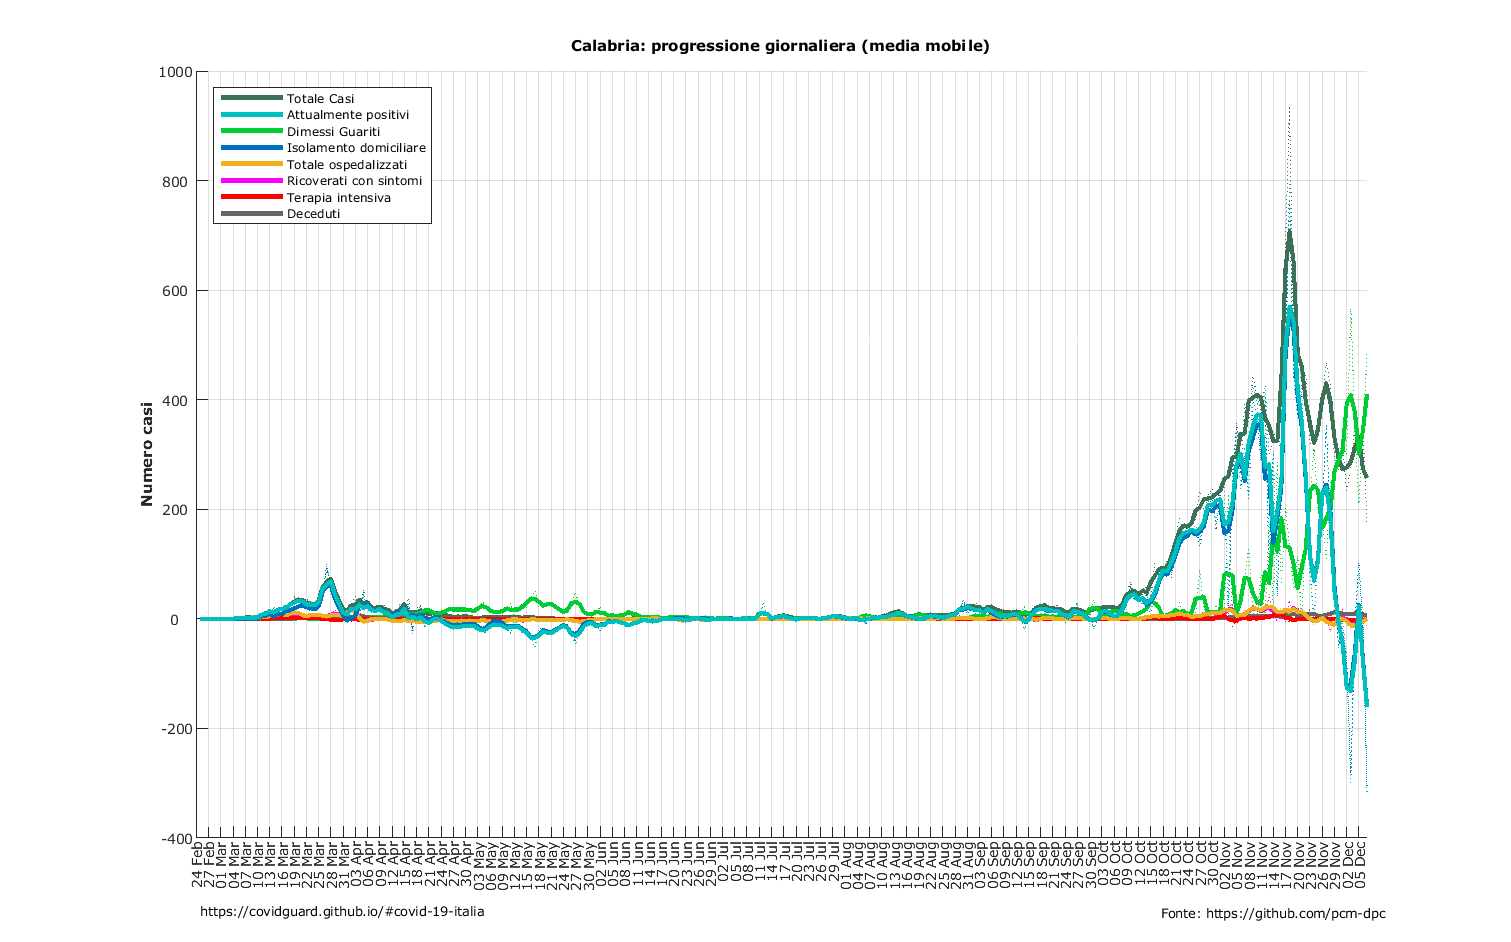 Calabria: progressione giornaliera (media mobile)
1000
800
600
400
200
0
-200
-400
Numero casi
Totale Casi
Attualmente positivi
Dimessi Guariti
Isolamento domiciliare
Totale ospedalizzati
Ricoverati con sintomi
Terapia intensiva
Deceduti
24 Feb
27 Feb
01 Mar
04 Mar
07 Mar
10 Mar
13 Mar
16 Mar
19 Mar
22 Mar
25 Mar
28 Mar
31 Mar
03 Apr
06 Apr
09 Apr
12 Apr
15 Apr
18 Apr
21 Apr
24 Apr
27 Apr
30 Apr
03 May
06 May
09 May
12 May
15 May
18 May
21 May
24 May
27 May
30 May
02 Jun
05 Jun
08 Jun
11 Jun
14 Jun
17 Jun
20 Jun
23 Jun
26 Jun
29 Jun
02 Jul
05 Jul
08 Jul
11 Jul
14 Jul
17 Jul
20 Jul
23 Jul
26 Jul
29 Jul
01 Aug
04 Aug
07 Aug
10 Aug
13 Aug
16 Aug
19 Aug
22 Aug
25 Aug
28 Aug
31 Aug
03 Sep
06 Sep
09 Sep
12 Sep
15 Sep
18 Sep
21 Sep
24 Sep
27 Sep
30 Sep
03 Oct
06 Oct
09 Oct
12 Oct
15 Oct
18 Oct
21 Oct
24 Oct
27 Oct
30 Oct
02 Nov
05 Nov
08 Nov
11 Nov
14 Nov
17 Nov
20 Nov
23 Nov
26 Nov
29 Nov
02 Dec
05 Dec
https://covidguard.github.io/#covid-19-italia
Fonte: https://github.com/pcm-dpc